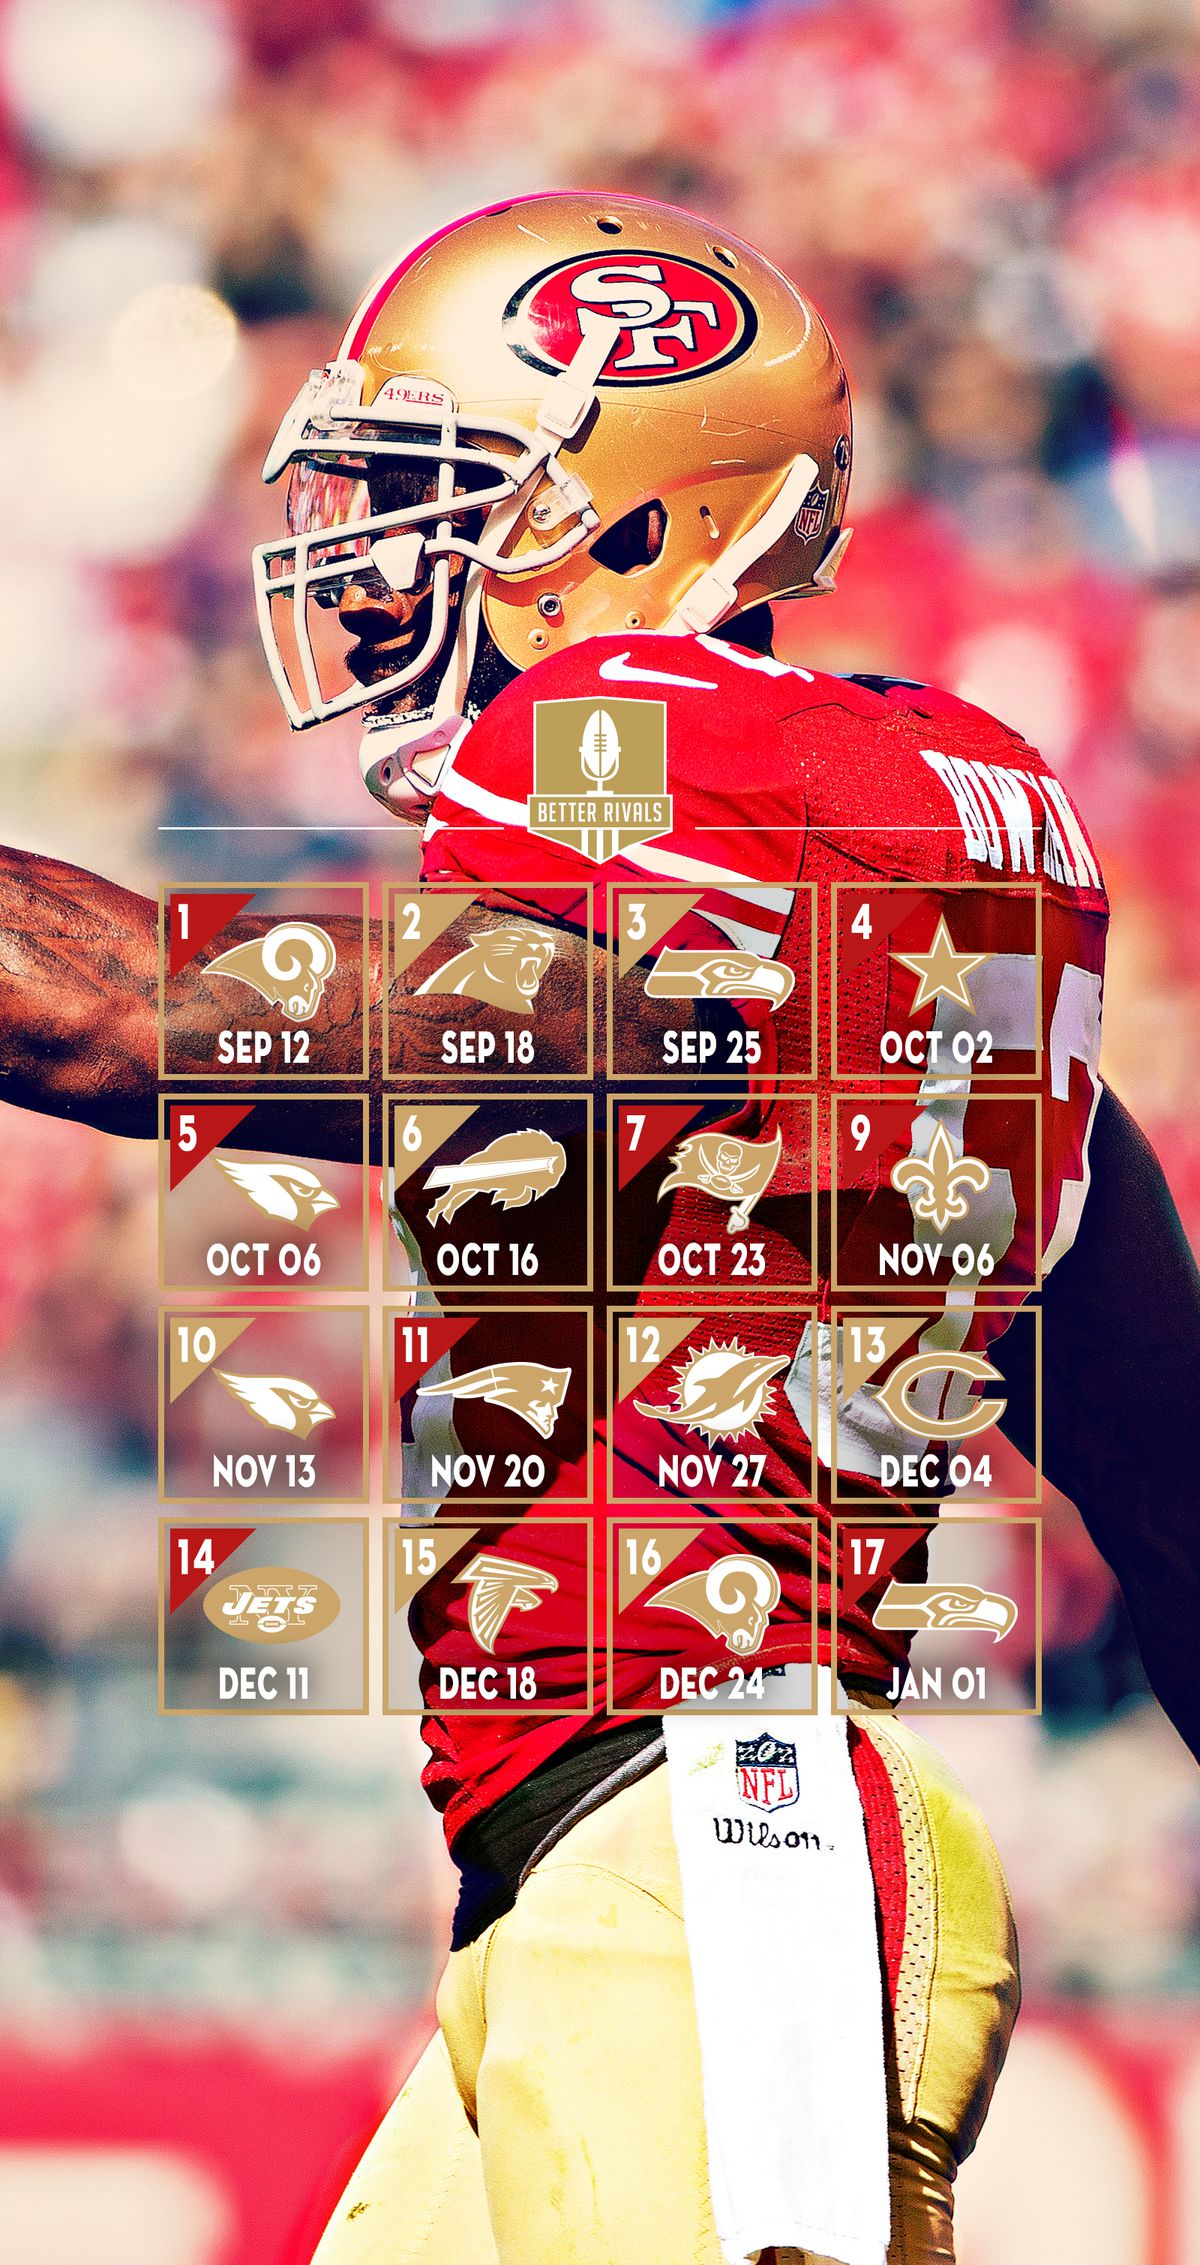 SF
49ERS
NFL
BOWMAN
BETTER RIVALS
1
SEP 12
2
SEP 18
3
SEP 25
4
OCT 02
5
OCT 06
6
OCT 16
7
OCT 23
9
NOV 06
10
NOV 13
11
NOV 20
12
NOV 27
13
DEC 04
14
NY
JETS
DEC 11
15
DEC 18
16
DEC 24
17
JAN 01
NFL
Wilson